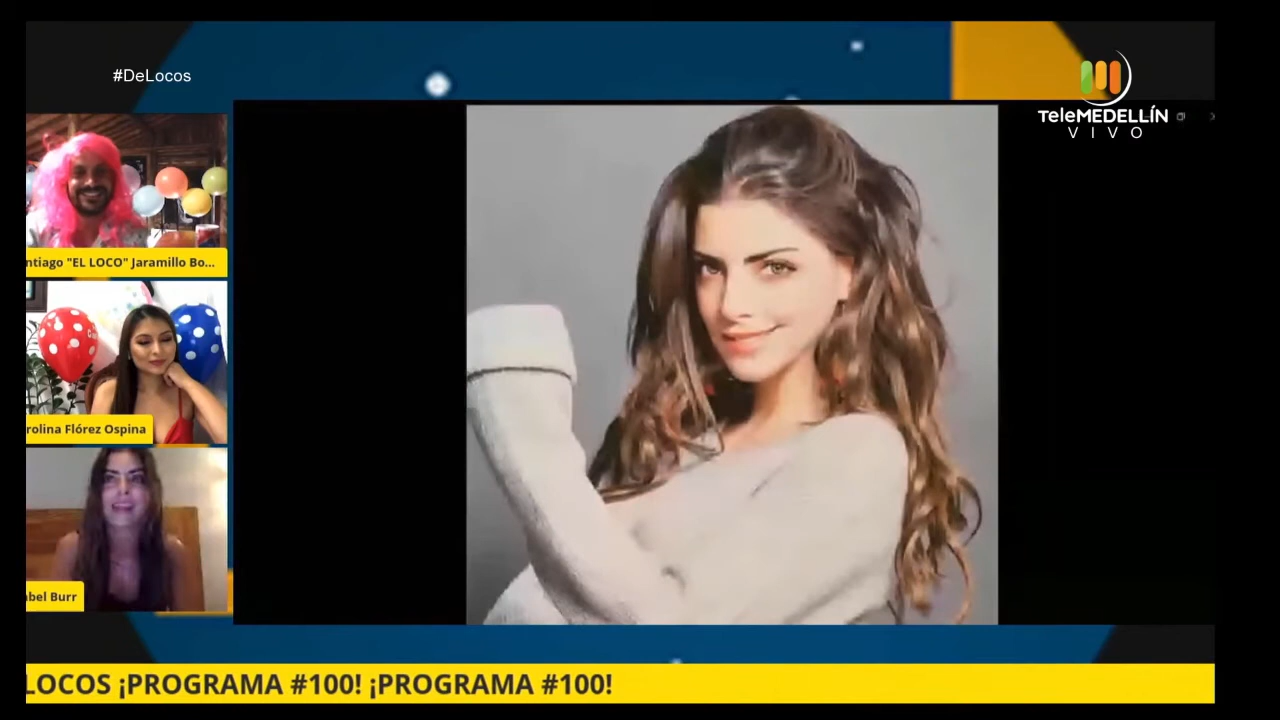 #DeLocos
TeleMEDELLÍN
VIVO
ntiago "EL LOCO" Jaramillo Bo...
rolina Flórez Ospina
bel Burr
LOCOS ¡PROGRAMA #100! ¡PROGRAMA #100!